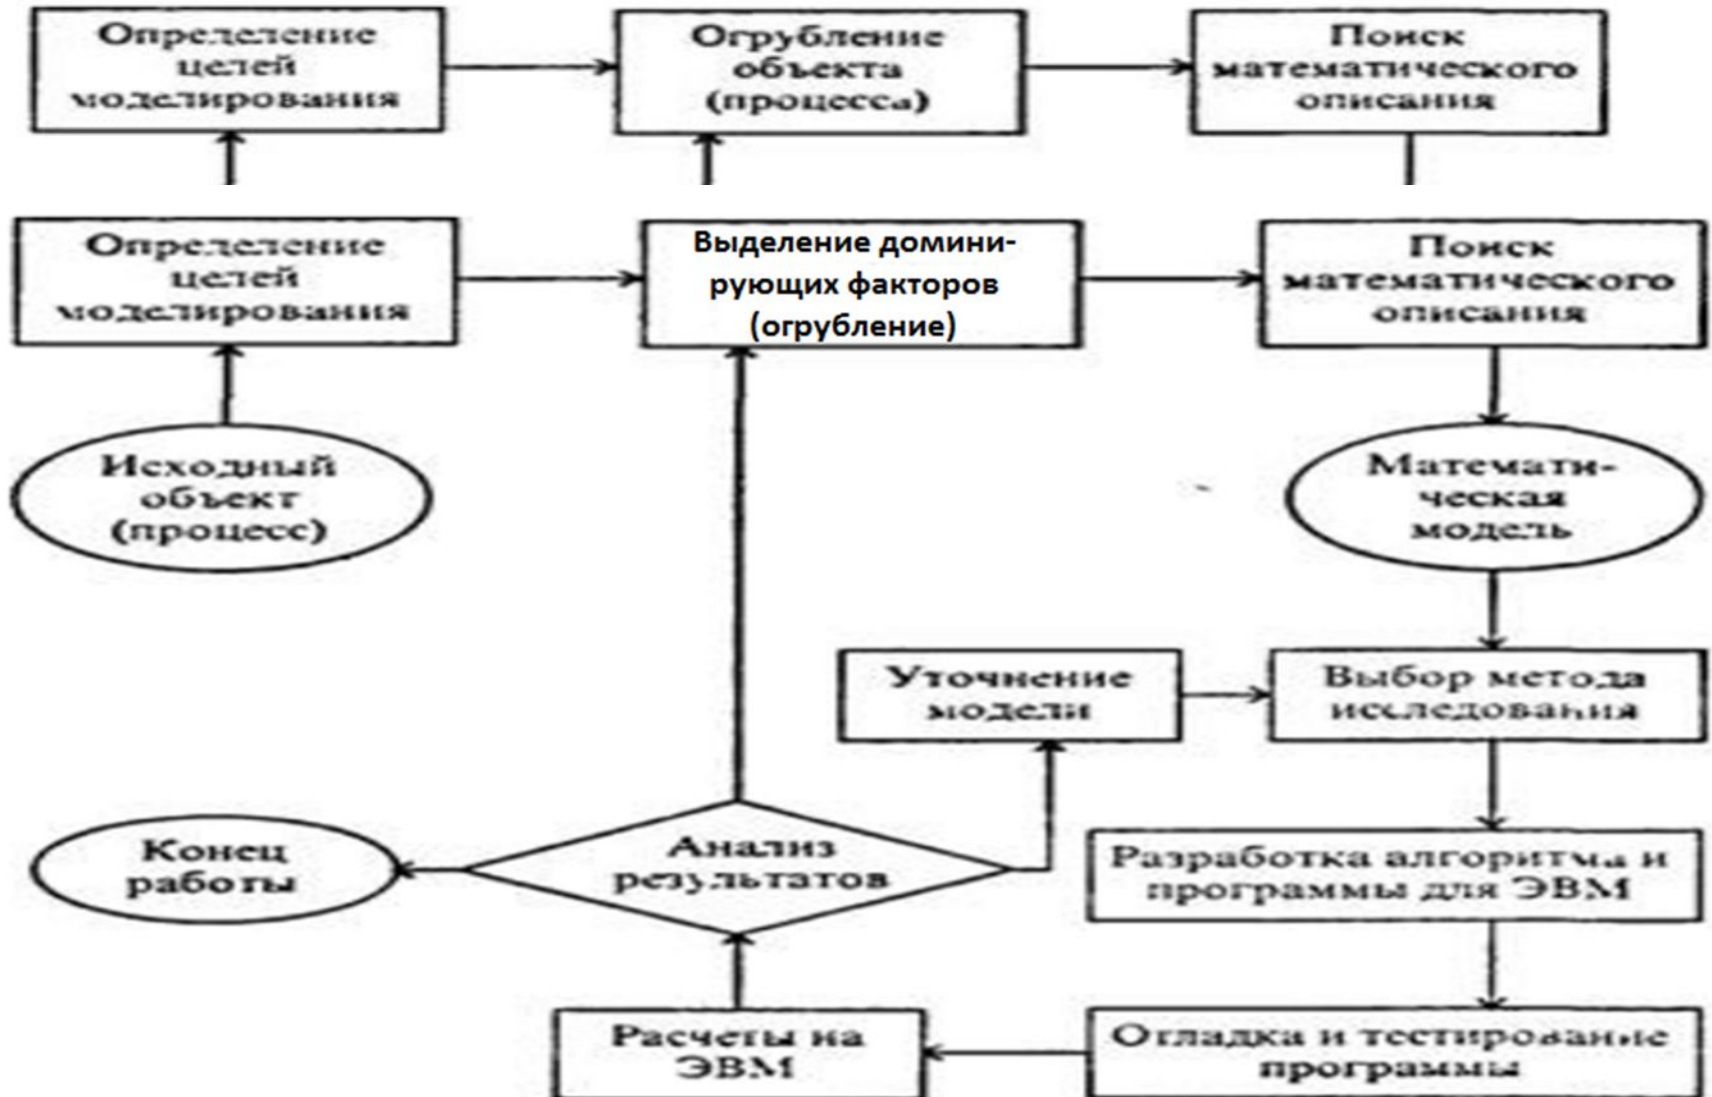 Определение
целей
моделирования
Огрубление
объекта
(процесса)
Поиск
математического
описания
Определение
целей
моделирования
Выделение домини-
рующих факторов
(огрубление)
Поиск
математического
описания
Исходный
объект
(процесс)
Математи-
ческая
модель
Уточнение
модели
Выбор метода
исследования
Конец
работы
Анализ
результатов
Разработка алгоритма и
программы для ЭВМ
Расчеты на
ЭВМ
Отладка и тестирование
программы